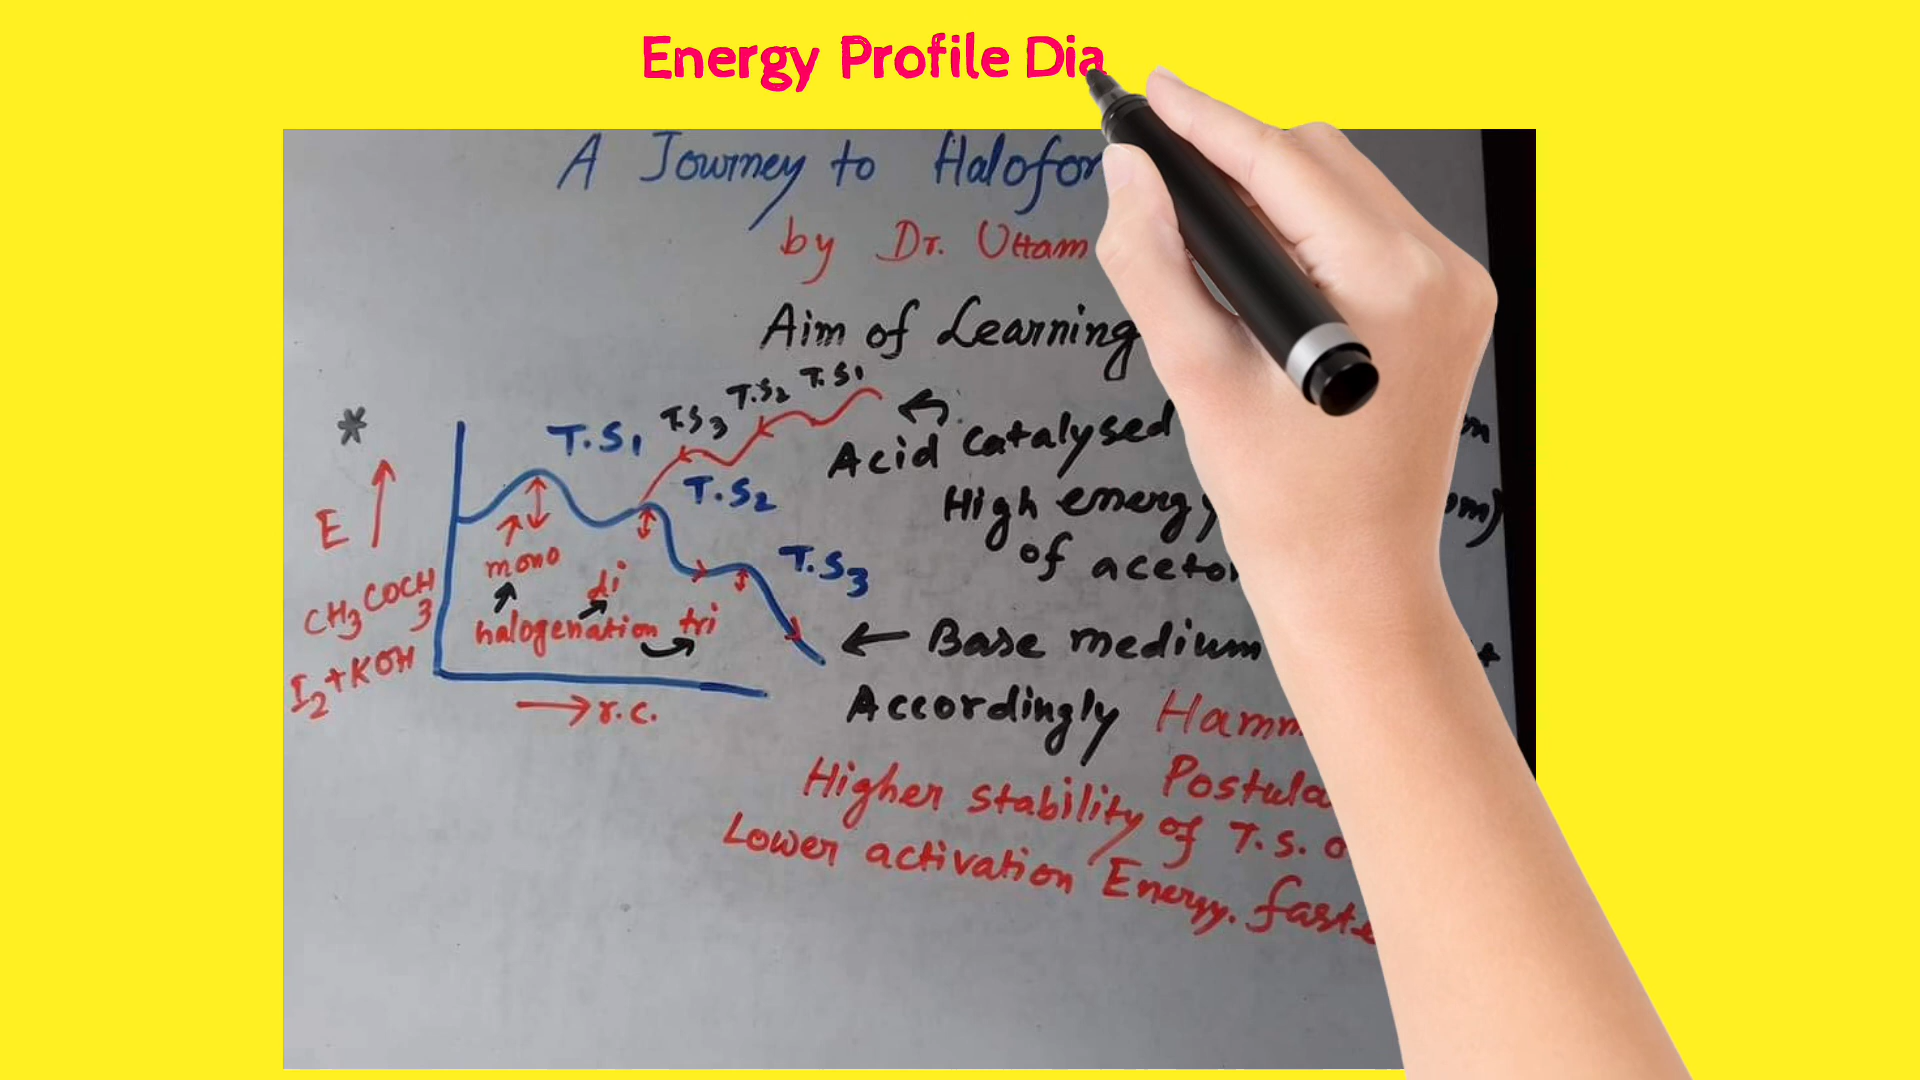 Energy Profile Dia
A Journey to Halofor
by Dr. Uttam
Aim of Learning
T.S3 T.S2 T.S1
T.S1
T.S2
T.S3
*
E
CH3COCH3
I2+KOH
mono
di
halogenation tri
r.c.
Acid catalysed
High energy
of aceto
Base medium
Accordingly Hamm
Postula
Higher stability of T.S.
Lower activation Energy. faste